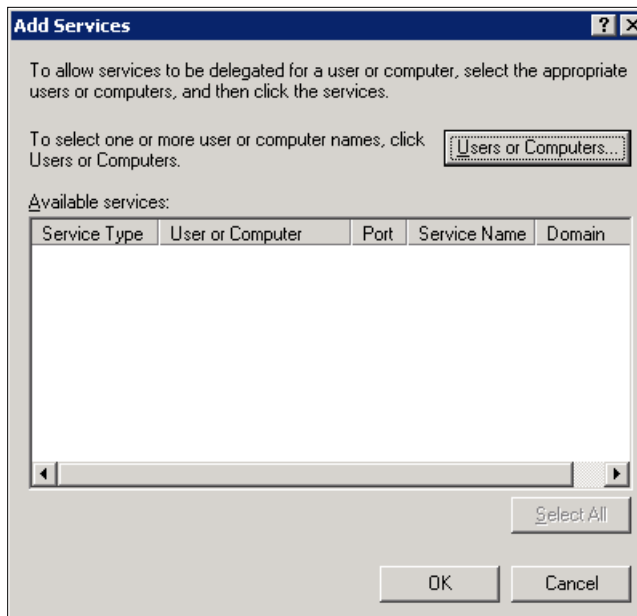 Add Services
To allow services to be delegated for a user or computer, select the appropriate
users or computers, and then click the services.
To select one or more user or computer names, click
Users or Computers.
Users or Computers...
Available services:
Service Type User or Computer Port Service Name Domain
Select All
OK Cancel